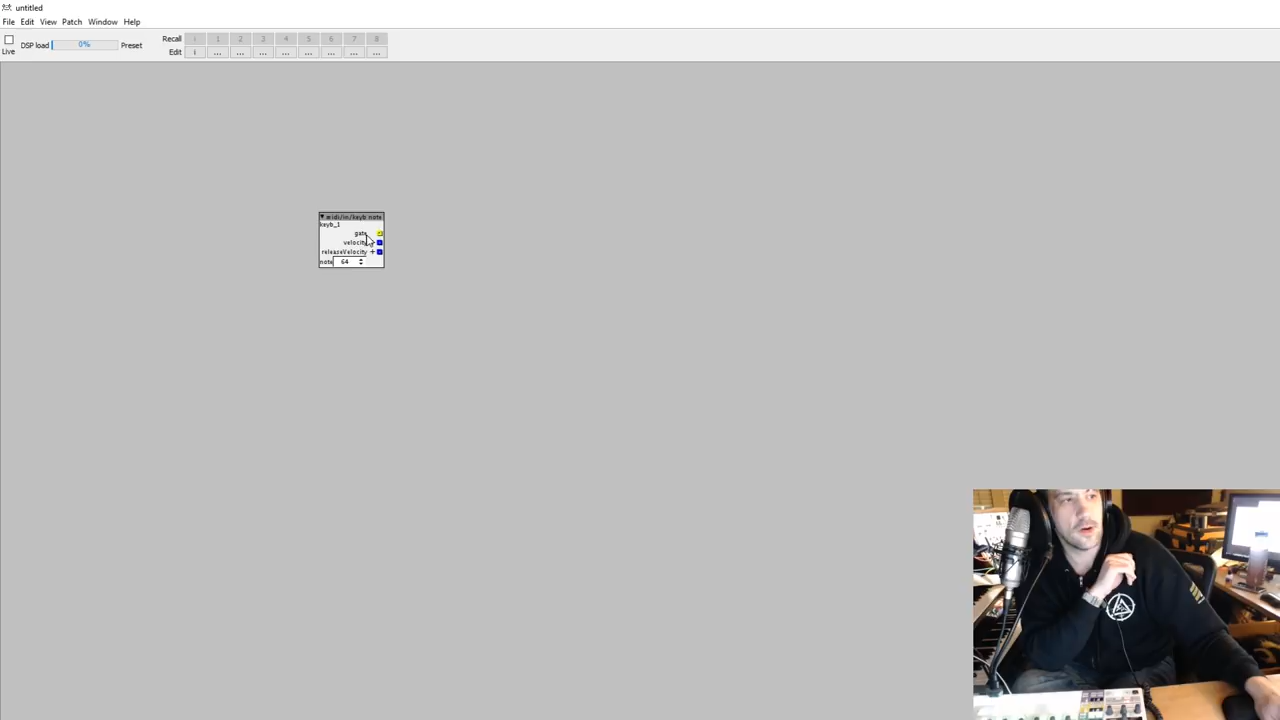 untitled
File Edit View Patch Window Help
Live
DSP load 0% Preset
Recall i 1 2 3 4 5 6 7 8
Edit i ... ... ... ... ... ... ... ...
midi/in/keyb note
keyb_1
gate
velocity
releaseVelocity +
note 64